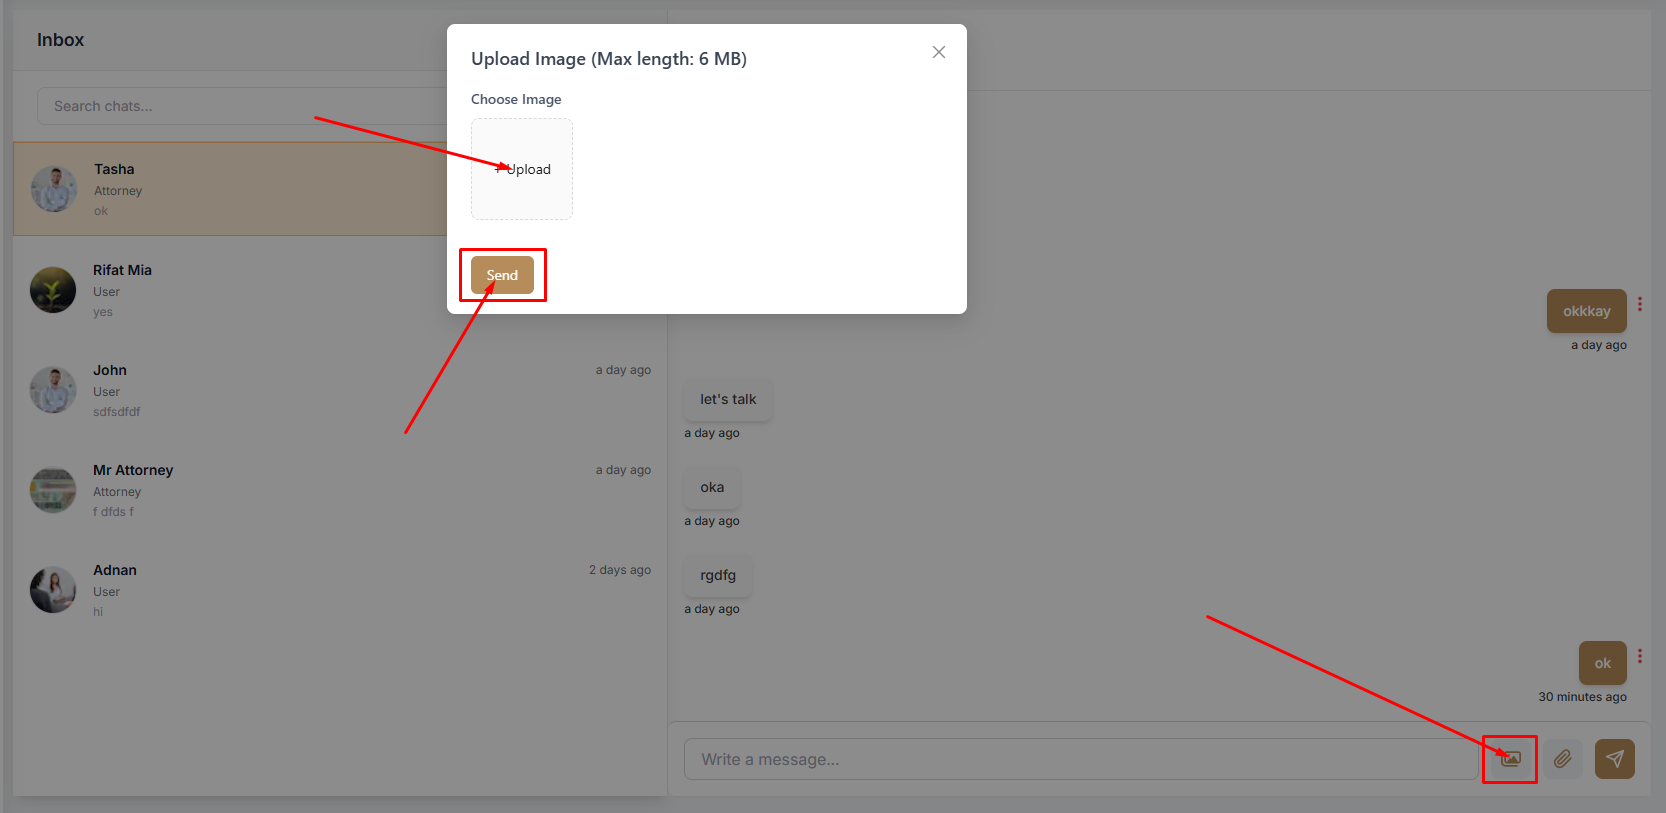 Inbox
Search chats...
Tasha
Attorney
ok
Rifat Mia
User
yes
John
a day ago
User
sdfsdfdf
Mr Attorney
a day ago
Attorney
f dfds f
Adnan
2 days ago
User
hi
Upload Image (Max length: 6 MB)
Choose Image
+ Upload
Send
okkkay
a day ago
let's talk
a day ago
oka
a day ago
rgdfg
a day ago
ok
30 minutes ago
Write a message...